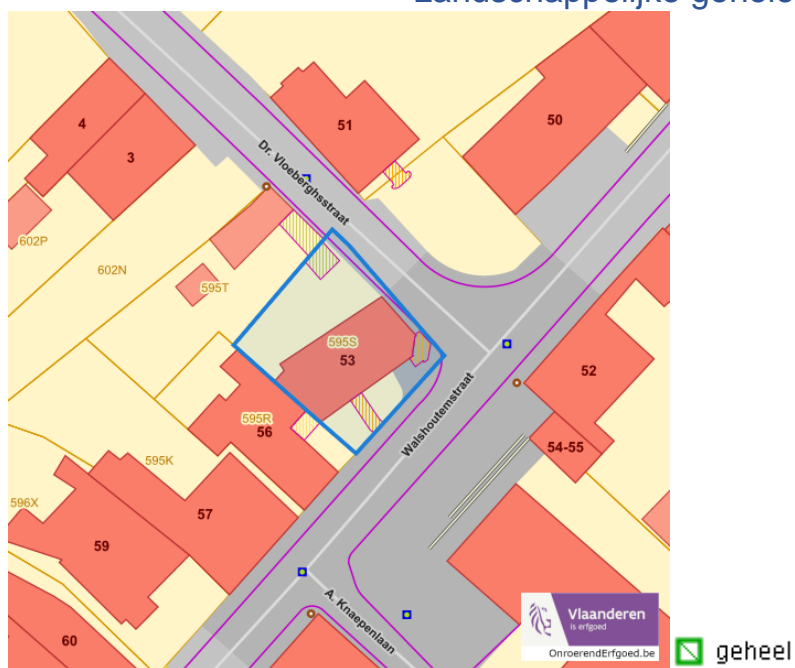 Landschappelijke gehele
4
3
51
50
Dr. Vloeberghsstraat
602P
602N
595T
595S
53
52
Walshoutemstraat
595R
56
54-55
595K
57
596X
59
A. Knaepenlaan
60
Vlaanderen
is erfgoed
OnroerendErfgoed.be
geheel